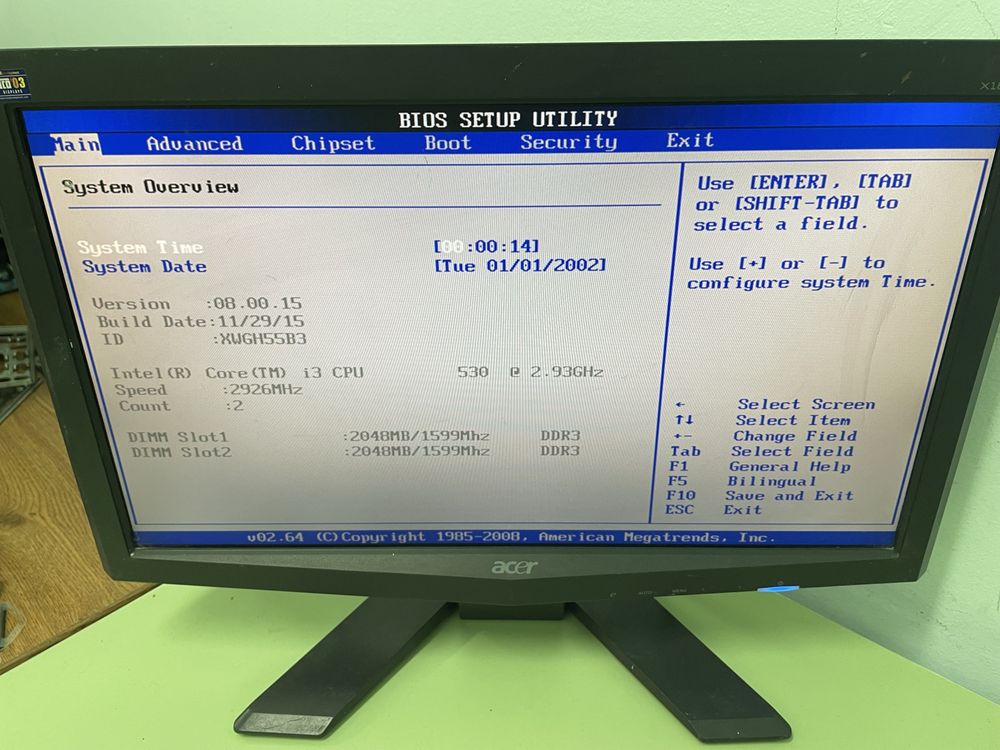 BIOS SETUP UTILITY
Main Advanced Chipset Boot Security Exit
System Overview
System Time [00:00:14]
System Date [Tue 01/01/2002]
Version :08.00.15
Build Date:11/29/15
ID :XWGH55B3
Intel(R) Core(TM) i3 CPU 530 @ 2.93GHz
Speed :2926MHz
Count :2
DIMM Slot1 :2048MB/1599Mhz DDR3
DIMM Slot2 :2048MB/1599Mhz DDR3
Use [ENTER], [TAB]
or [SHIFT-TAB] to
select a field.
Use [+] or [-] to
configure system Time.
← Select Screen
↑↓ Select Item
+- Change Field
Tab Select Field
F1 General Help
F5 Bilingual
F10 Save and Exit
ESC Exit
v02.64 (C)Copyright 1985-2008, American Megatrends, Inc.
acer